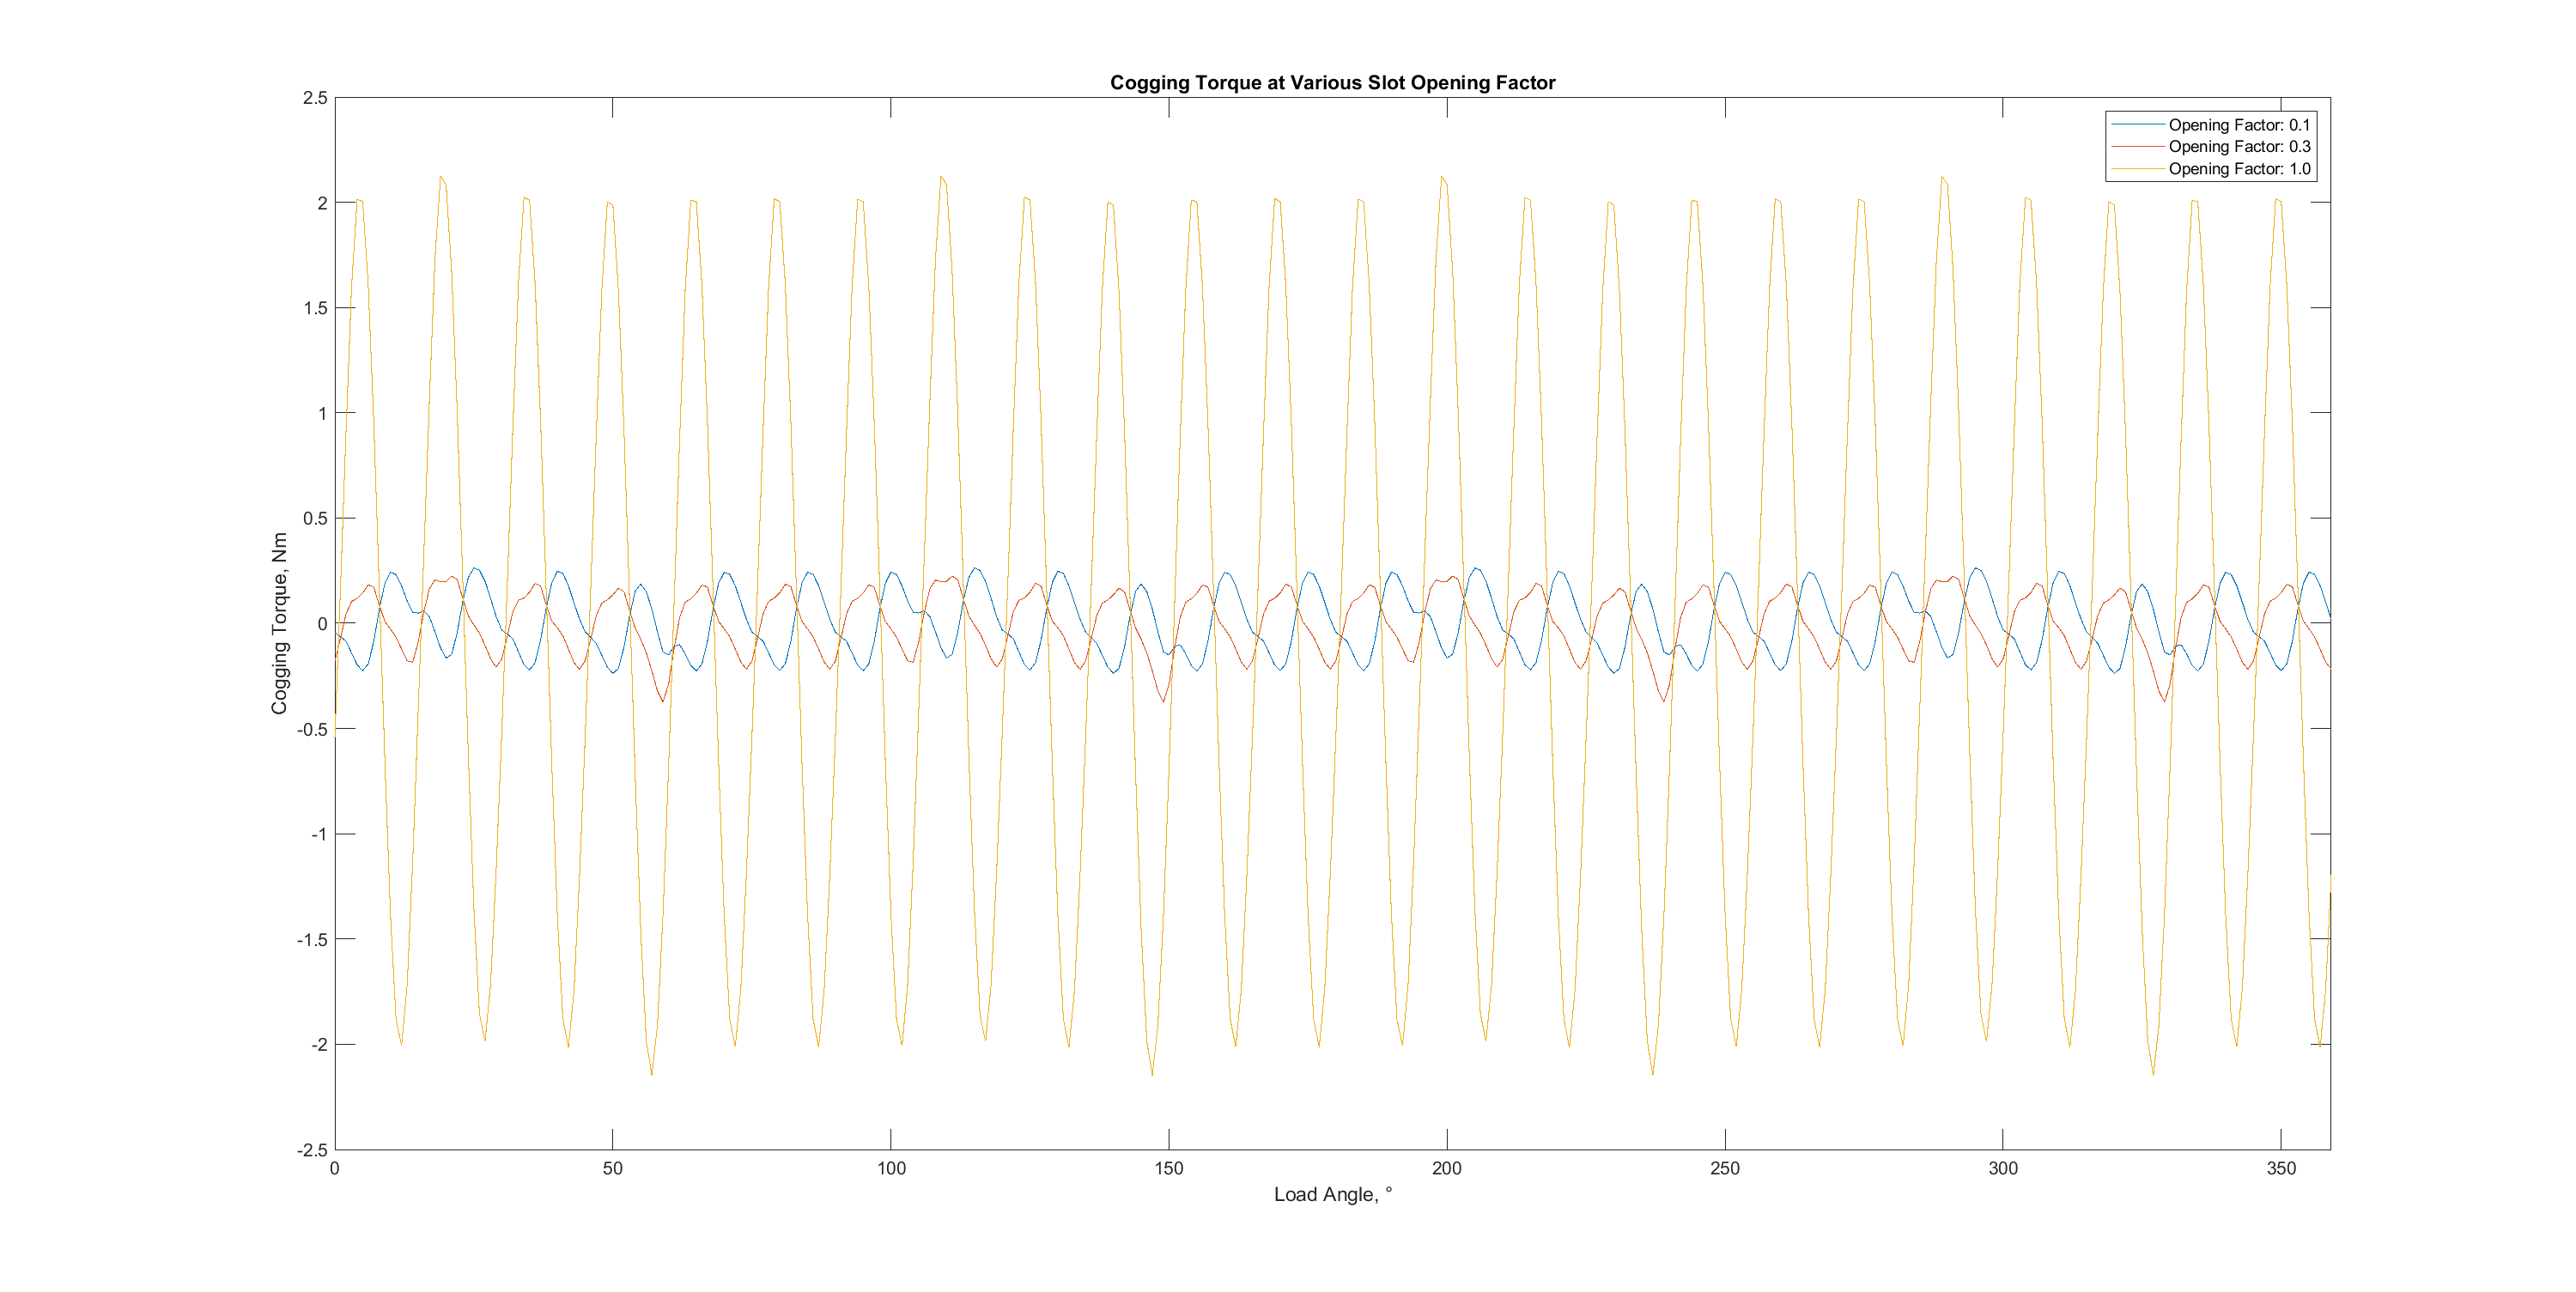 Cogging Torque at Various Slot Opening Factor
2.5
2
1.5
1
0.5
0
-0.5
-1
-1.5
-2
-2.5
Cogging Torque, Nm
Opening Factor: 0.1
Opening Factor: 0.3
Opening Factor: 1.0
0 50 100 150 200 250 300 350
Load Angle, °